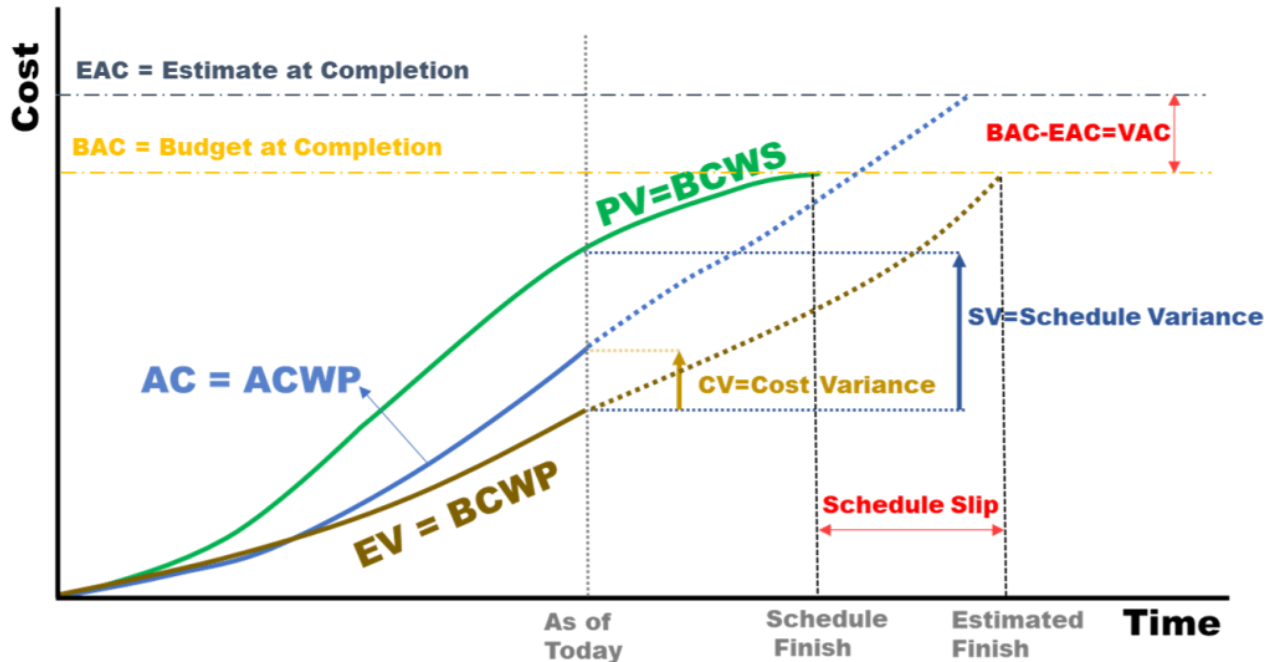 Cost
EAC = Estimate at Completion
BAC-EAC=VAC
BAC = Budget at Completion
PV=BCWS
SV=Schedule Variance
AC = ACWP
CV=Cost Variance
EV = BCWP
Schedule Slip
As of
Today
Schedule
Finish
Estimated
Finish
Time